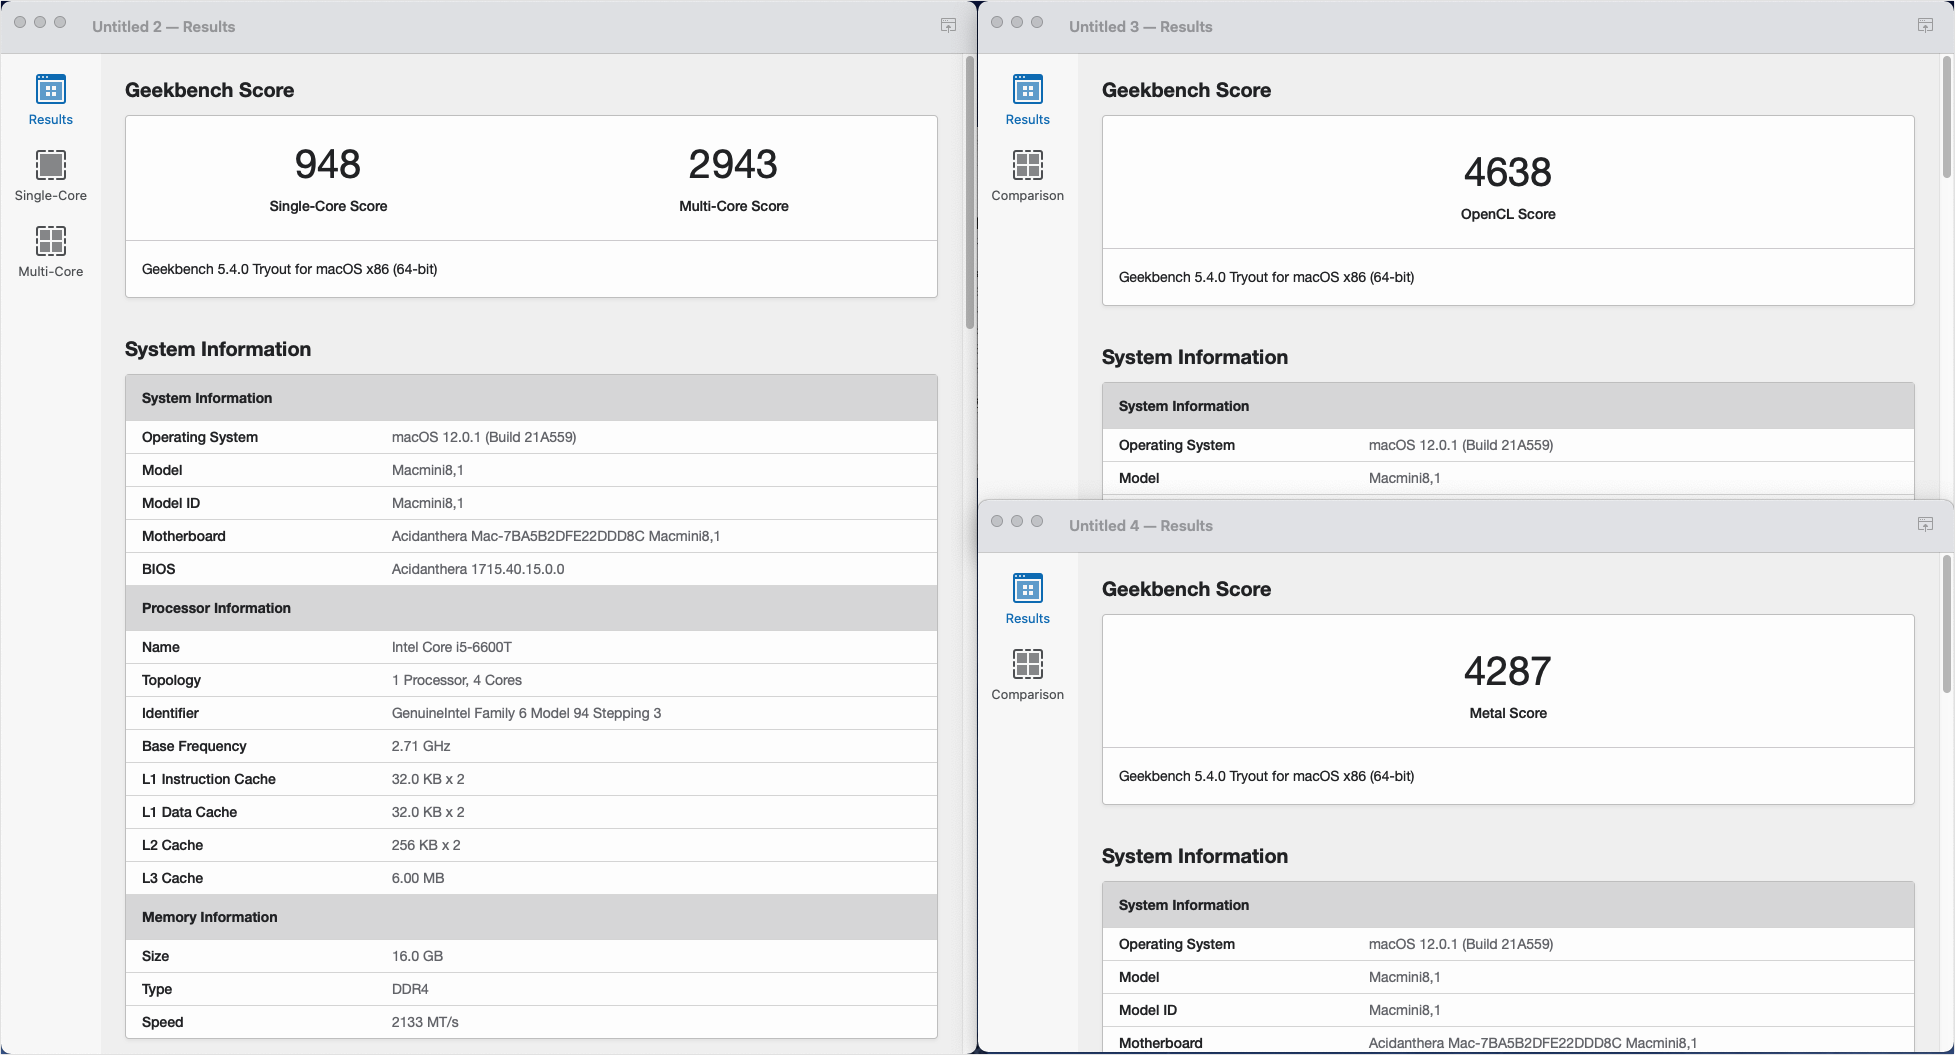 Untitled 2 — Results
Results
Single-Core
Multi-Core
Geekbench Score
948 2943
Single-Core Score Multi-Core Score
Geekbench 5.4.0 Tryout for macOS x86 (64-bit)
System Information
System Information
Operating System macOS 12.0.1 (Build 21A559)
Model Macmini8,1
Model ID Macmini8,1
Motherboard Acidanthera Mac-7BA5B2DFE22DDD8C Macmini8,1
BIOS Acidanthera 1715.40.15.0.0
Processor Information
Name Intel Core i5-6600T
Topology 1 Processor, 4 Cores
Identifier GenuineIntel Family 6 Model 94 Stepping 3
Base Frequency 2.71 GHz
L1 Instruction Cache 32.0 KB x 2
L1 Data Cache 32.0 KB x 2
L2 Cache 256 KB x 2
L3 Cache 6.00 MB
Memory Information
Size 16.0 GB
Type DDR4
Speed 2133 MT/s
Untitled 3 — Results
Results
Comparison
Geekbench Score
4638
OpenCL Score
Geekbench 5.4.0 Tryout for macOS x86 (64-bit)
System Information
System Information
Operating System macOS 12.0.1 (Build 21A559)
Model Macmini8,1
Untitled 4 — Results
Results
Comparison
Geekbench Score
4287
Metal Score
Geekbench 5.4.0 Tryout for macOS x86 (64-bit)
System Information
System Information
Operating System macOS 12.0.1 (Build 21A559)
Model Macmini8,1
Model ID Macmini8,1
Motherboard Acidanthera Mac-7BA5B2DFE22DDD8C Macmini8,1